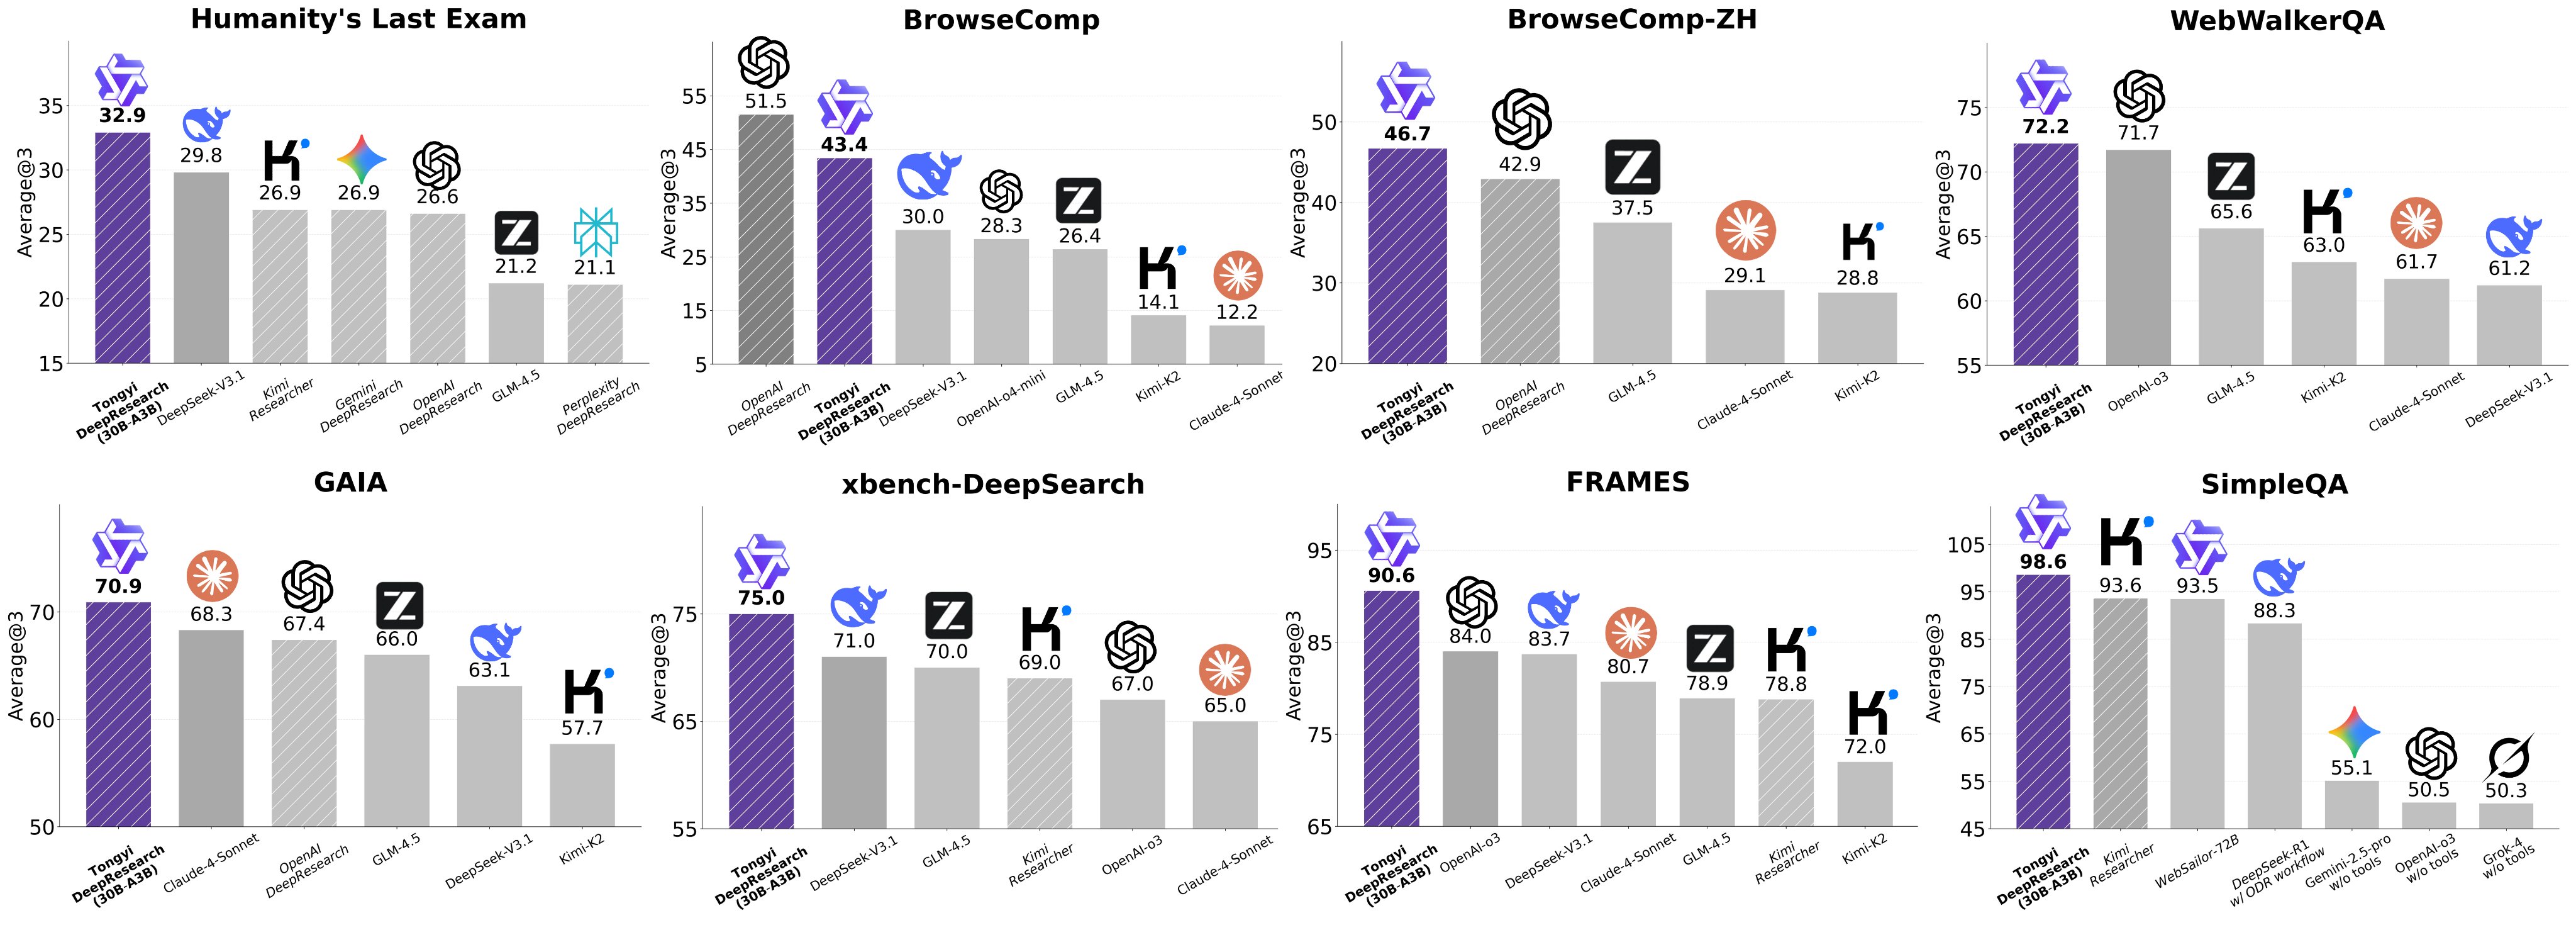 Humanity's Last Exam
Average@3
35
30
25
20
15
32.9
29.8
26.9
26.9
26.6
21.2
21.1
Tongyi
DeepResearch
(30B-A3B)
DeepSeek-V3.1
Kimi
Researcher
Gemini
DeepResearch
OpenAI
DeepResearch
GLM-4.5
Perplexity
DeepResearch
BrowseComp
Average@3
55
45
35
25
15
5
51.5
43.4
30.0
28.3
26.4
14.1
12.2
OpenAI
DeepResearch
Tongyi
DeepResearch
(30B-A3B)
DeepSeek-V3.1
OpenAI-o4-mini
GLM-4.5
Kimi-K2
Claude-4-Sonnet
BrowseComp-ZH
Average@3
50
40
30
20
46.7
42.9
37.5
29.1
28.8
Tongyi
DeepResearch
(30B-A3B)
OpenAI
DeepResearch
GLM-4.5
Claude-4-Sonnet
Kimi-K2
WebWalkerQA
Average@3
75
70
65
60
55
72.2
71.7
65.6
63.0
61.7
61.2
Tongyi
DeepResearch
(30B-A3B)
OpenAI-o3
GLM-4.5
Kimi-K2
Claude-4-Sonnet
DeepSeek-V3.1
GAIA
Average@3
70
60
50
70.9
68.3
67.4
66.0
63.1
57.7
Tongyi
DeepResearch
(30B-A3B)
Claude-4-Sonnet
OpenAI
DeepResearch
GLM-4.5
DeepSeek-V3.1
Kimi-K2
xbench-DeepSearch
Average@3
75
65
55
75.0
71.0
70.0
69.0
67.0
65.0
Tongyi
DeepResearch
(30B-A3B)
DeepSeek-V3.1
GLM-4.5
Kimi
Researcher
OpenAI-o3
Claude-4-Sonnet
FRAMES
Average@3
95
85
75
65
90.6
84.0
83.7
80.7
78.9
78.8
72.0
Tongyi
DeepResearch
(30B-A3B)
OpenAI-o3
DeepSeek-V3.1
Claude-4-Sonnet
GLM-4.5
Kimi
Researcher
Kimi-K2
SimpleQA
Average@3
105
95
85
75
65
55
45
98.6
93.6
93.5
88.3
55.1
50.5
50.3
Tongyi
DeepResearch
(30B-A3B)
Kimi
Researcher
WebSailor-72B
DeepSeek-R1
w/ ODR workflow
Gemini-2.5-pro
w/o tools
OpenAI-o3
w/o tools
Grok-4
w/o tools